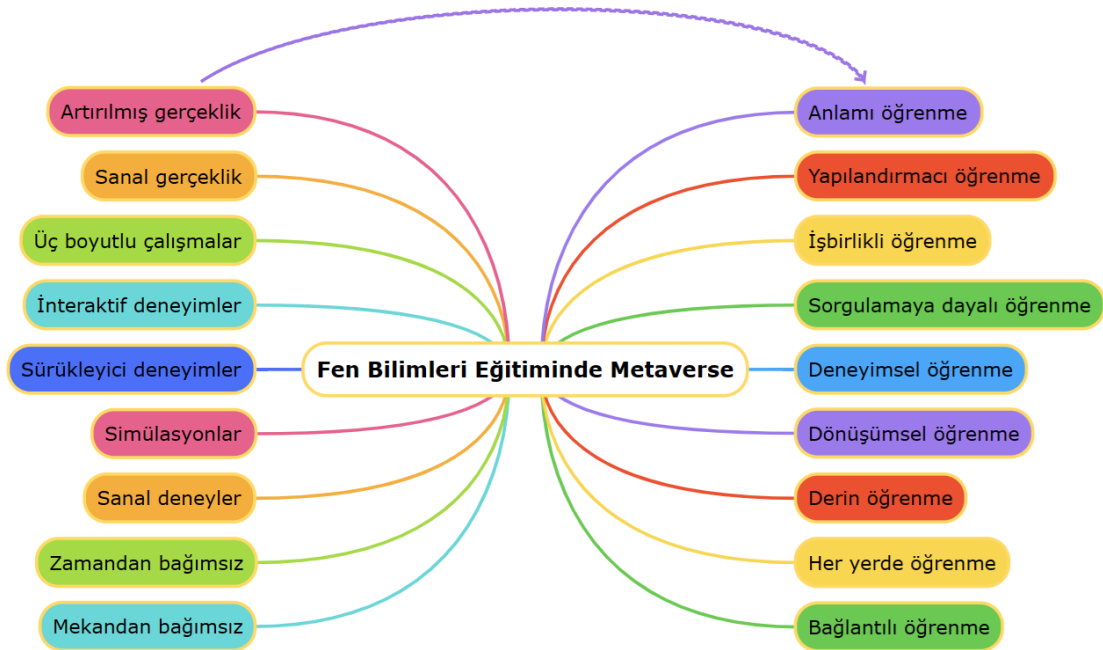 Artırılmış gerçeklik
Sanal gerçeklik
Üç boyutlu çalışmalar
İnteraktif deneyimler
Sürükleyici deneyimler
Simülasyonlar
Sanal deneyler
Zamandan bağımsız
Mekandan bağımsız
Fen Bilimleri Eğitiminde Metaverse
Anlamı öğrenme
Yapılandırmacı öğrenme
İşbirlikli öğrenme
Sorgulamaya dayalı öğrenme
Deneyimsel öğrenme
Dönüşümsel öğrenme
Derin öğrenme
Her yerde öğrenme
Bağlantılı öğrenme